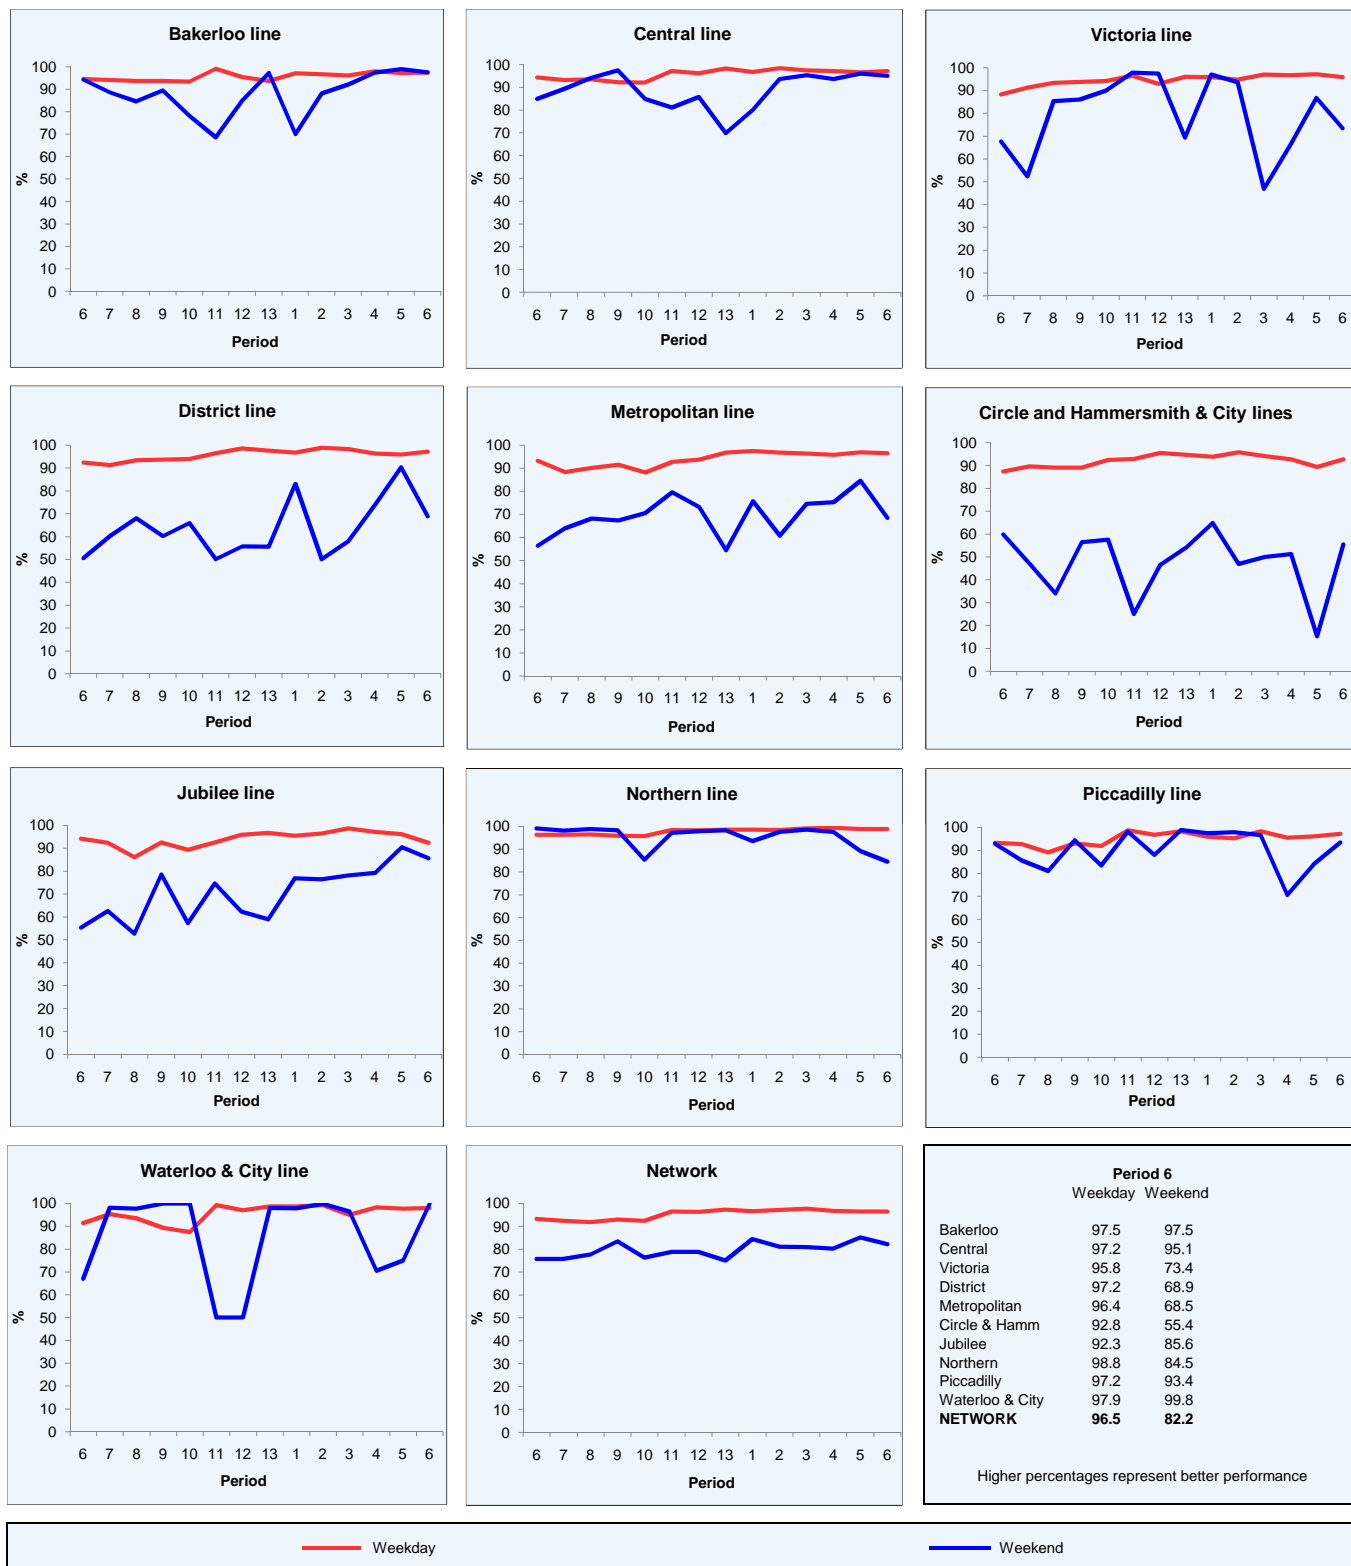 Bakerloo line
100
90
80
70
60
50
40
30
20
10
0
%
6 7 8 9 10 11 12 13 1 2 3 4 5 6
Period
Central line
100
90
80
70
60
50
40
30
20
10
0
%
6 7 8 9 10 11 12 13 1 2 3 4 5 6
Period
Victoria line
100
90
80
70
60
50
40
30
20
10
0
%
6 7 8 9 10 11 12 13 1 2 3 4 5 6
Period
District line
100
90
80
70
60
50
40
30
20
10
0
%
6 7 8 9 10 11 12 13 1 2 3 4 5 6
Period
Metropolitan line
100
90
80
70
60
50
40
30
20
10
0
%
6 7 8 9 10 11 12 13 1 2 3 4 5 6
Period
Circle and Hammersmith & City lines
100
90
80
70
60
50
40
30
20
10
0
%
6 7 8 9 10 11 12 13 1 2 3 4 5 6
Period
Jubilee line
100
90
80
70
60
50
40
30
20
10
0
%
6 7 8 9 10 11 12 13 1 2 3 4 5 6
Period
Northern line
100
90
80
70
60
50
40
30
20
10
0
%
6 7 8 9 10 11 12 13 1 2 3 4 5 6
Period
Piccadilly line
100
90
80
70
60
50
40
30
20
10
0
%
6 7 8 9 10 11 12 13 1 2 3 4 5 6
Period
Waterloo & City line
100
90
80
70
60
50
40
30
20
10
0
%
6 7 8 9 10 11 12 13 1 2 3 4 5 6
Period
Network
100
90
80
70
60
50
40
30
20
10
0
%
6 7 8 9 10 11 12 13 1 2 3 4 5 6
Period
Period 6
Weekday Weekend
Bakerloo 97.5 97.5
Central 97.2 95.1
Victoria 95.8 73.4
District 97.2 68.9
Metropolitan 96.4 68.5
Circle & Hamm 92.8 55.4
Jubilee 92.3 85.6
Northern 98.8 84.5
Piccadilly 97.2 93.4
Waterloo & City 97.9 99.8
NETWORK 96.5 82.2
Higher percentages represent better performance
Weekday Weekend